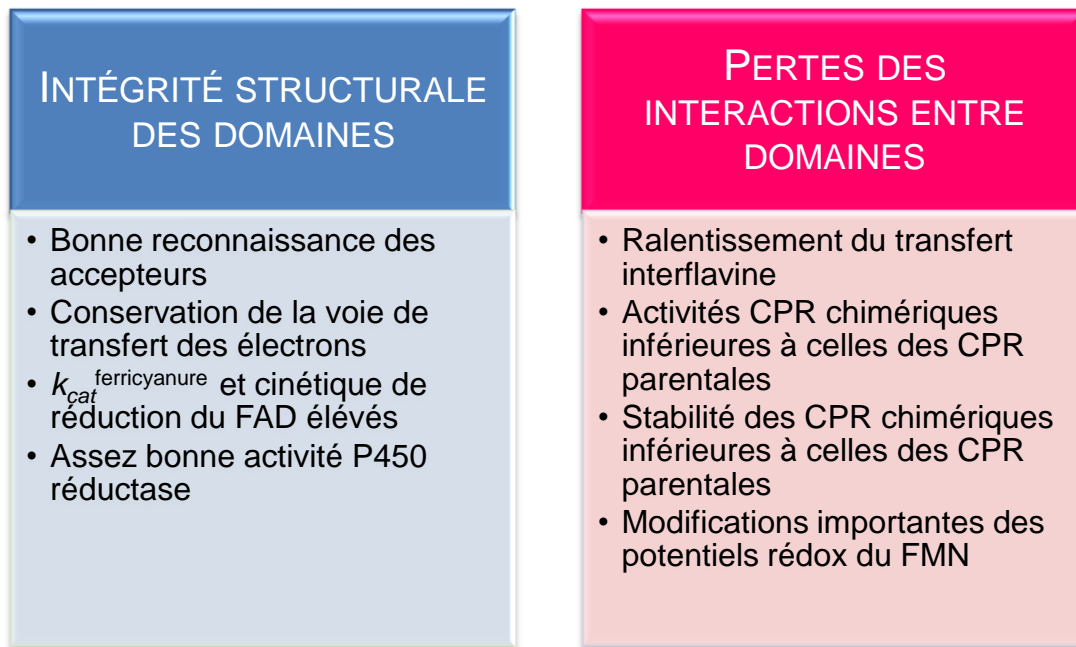 INTÉGRITÉ STRUCTURALE
DES DOMAINES
• Bonne reconnaissance des
accepteurs
• Conservation de la voie de
transfert des électrons
• kcat ferricyanure et cinétique de
réduction du FAD élévés
• Assez bonne activité P450
réductase
PERTES DES
INTERACTIONS ENTRE
DOMAINES
• Ralentissement du transfert
interflavine
• Activités CPR chimériques
inférieures à celles des CPR
parentales
• Stabilité des CPR chimériques
inférieures à celles des CPR
parentales
• Modifications importantes des
potentiels rédox du FMN